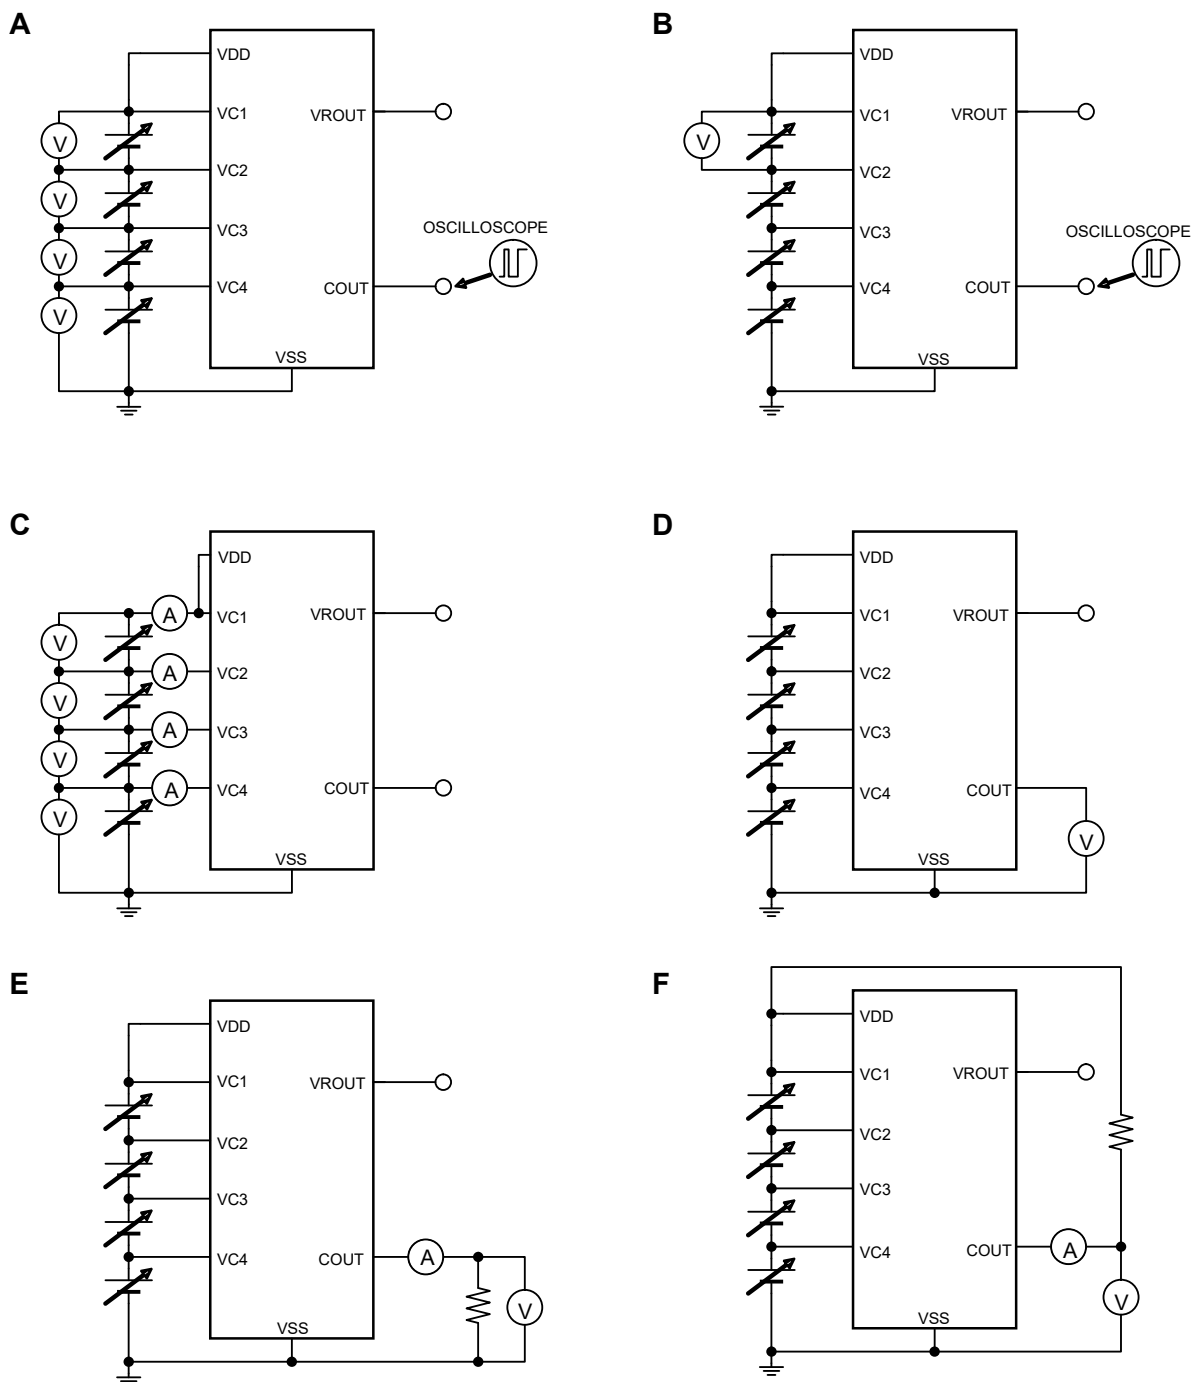 A
VDD
VC1
VROUT
V
VC2
V
VC3
OSCILLOSCOPE
V
VC4
COUT
V
VSS
B
VDD
VC1
VROUT
V
VC2
VC3
OSCILLOSCOPE
VC4
COUT
VSS
C
VDD
A
VC1
VROUT
V
A
VC2
V
A
VC3
V
A
VC4
COUT
V
VSS
D
VDD
VC1
VROUT
VC2
VC3
VC4
COUT
V
VSS
E
VDD
VC1
VROUT
VC2
VC3
VC4
COUT
A
V
VSS
F
VDD
VC1
VROUT
VC2
VC3
VC4
COUT
A
V
VSS